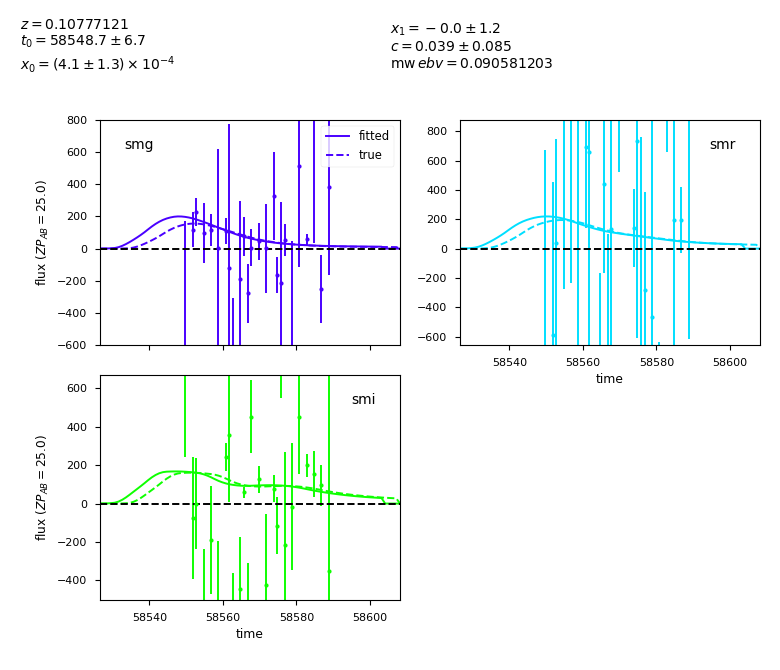 z = 0.10777121
t₀ = 58548.7 ± 6.7
x₀ = (4.1 ± 1.3) × 10⁻⁴
x₁ = −0.0 ± 1.2
c = 0.039 ± 0.085
mw ebv = 0.090581203
smg
fitted
true
800
600
400
200
0
−200
−400
−600
flux (ZP_AB = 25.0)
smr
800
600
400
200
0
−200
−400
−600
58540 58560 58580 58600
time
smi
600
400
200
0
−200
−400
flux (ZP_AB = 25.0)
58540 58560 58580 58600
time